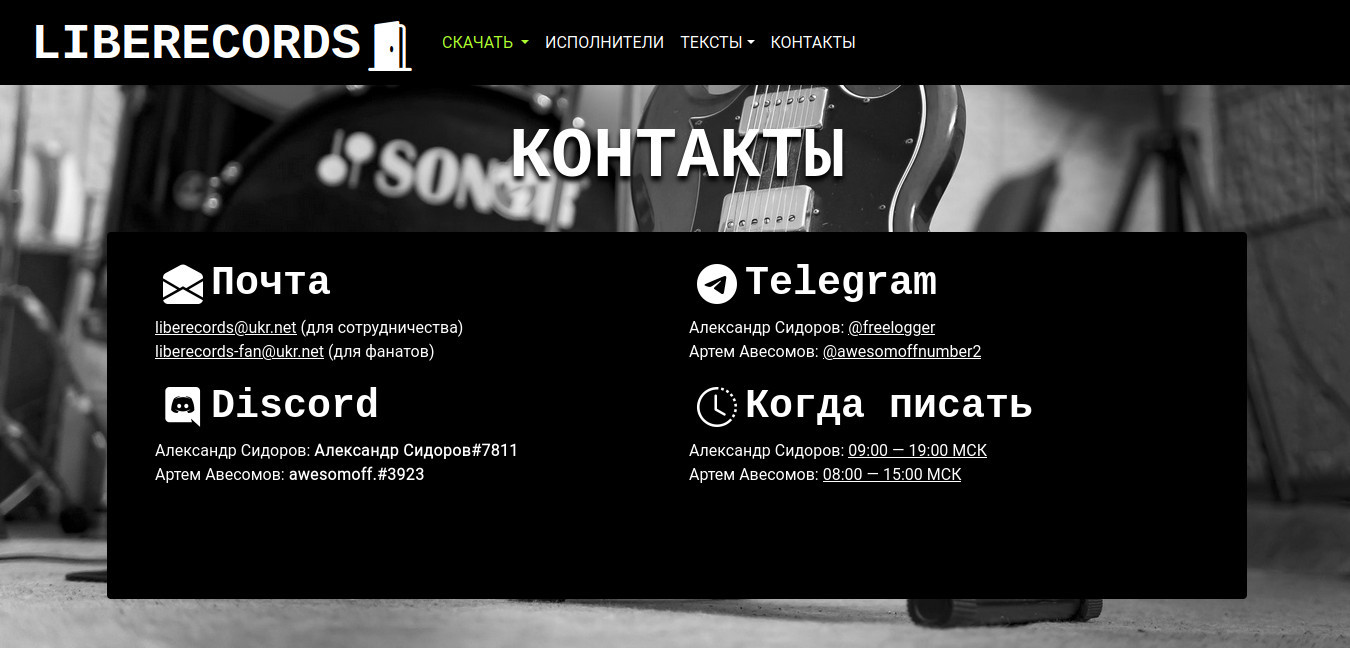 LIBERECORDS
СКАЧАТЬ ИСПОЛНИТЕЛИ ТЕКСТЫ КОНТАКТЫ
SONOR
КОНТАКТЫ
Почта
liberecords@ukr.net (для сотрудничества)
liberecords-fan@ukr.net (для фанатов)
Telegram
Александр Сидоров: @freelogger
Артем Авесомов: @awesomoffnumber2
Discord
Александр Сидоров: Александр Сидоров#7811
Артем Авесомов: awesomoff.#3923
Когда писать
Александр Сидоров: 09:00 — 19:00 МСК
Артем Авесомов: 08:00 — 15:00 МСК